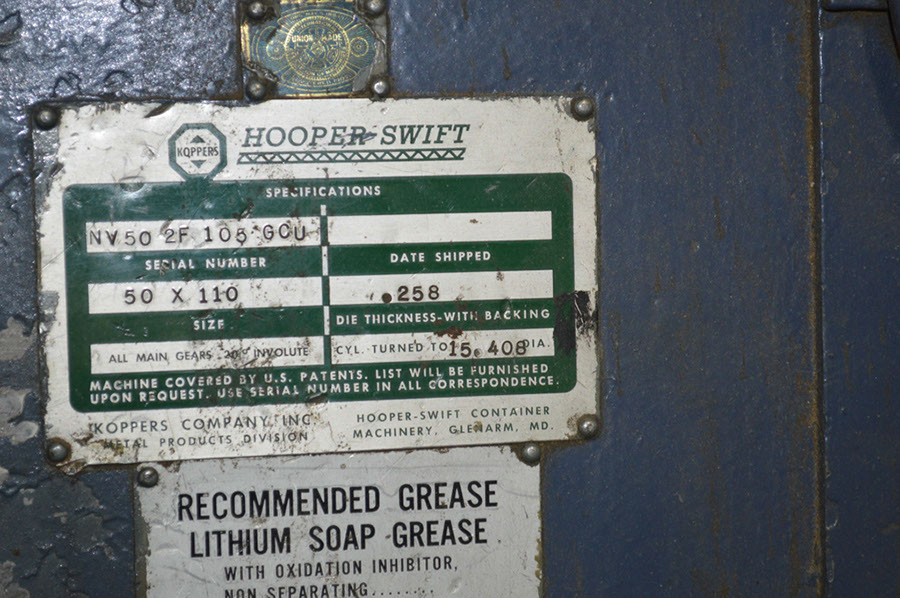 UNION MADE
KOPPERS
HOOPER-SWIFT
SPECIFICATIONS
NV50 2F 105 GCU
SERIAL NUMBER
DATE SHIPPED
50 X 110
.258
SIZE
DIE THICKNESS-WITH BACKING
ALL MAIN GEARS 20° INVOLUTE
CYL. TURNED TO 15.408 DIA.
MACHINE COVERED BY U.S. PATENTS. LIST WILL BE FURNISHED
UPON REQUEST. USE SERIAL NUMBER IN ALL CORRESPONDENCE.
KOPPERS COMPANY, INC.
METAL PRODUCTS DIVISION
HOOPER-SWIFT CONTAINER
MACHINERY, GLENARM, MD.
RECOMMENDED GREASE
LITHIUM SOAP GREASE
WITH OXIDATION INHIBITOR,
NON SEPARATING........